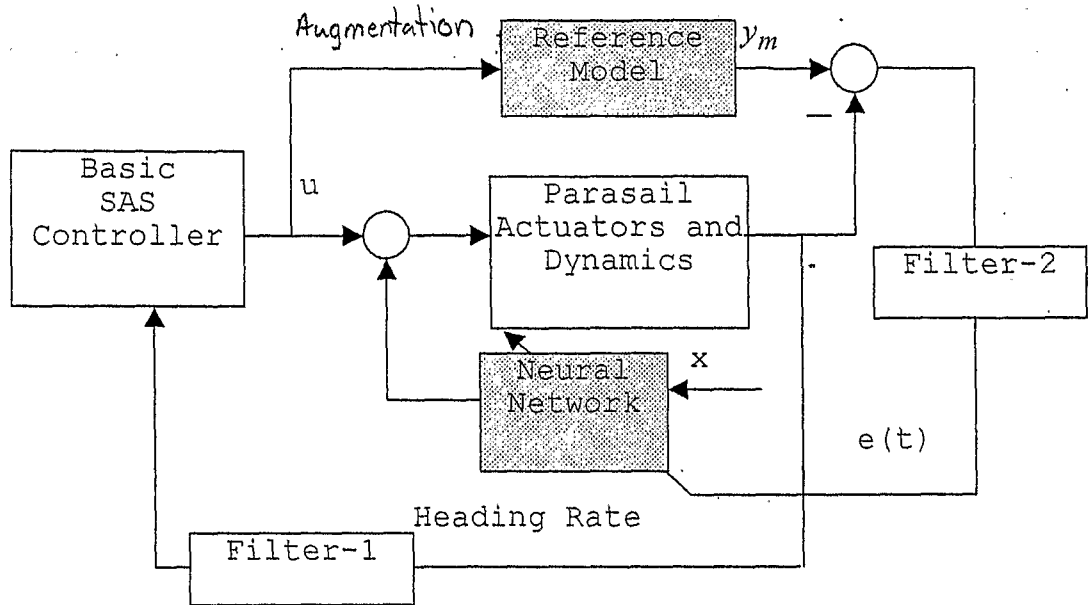 Augmentation
Reference
Model
y_m
Basic
SAS
Controller
u
Parasail
Actuators and
Dynamics
Filter-2
Neural
Network
x
e(t)
Heading Rate
Filter-1